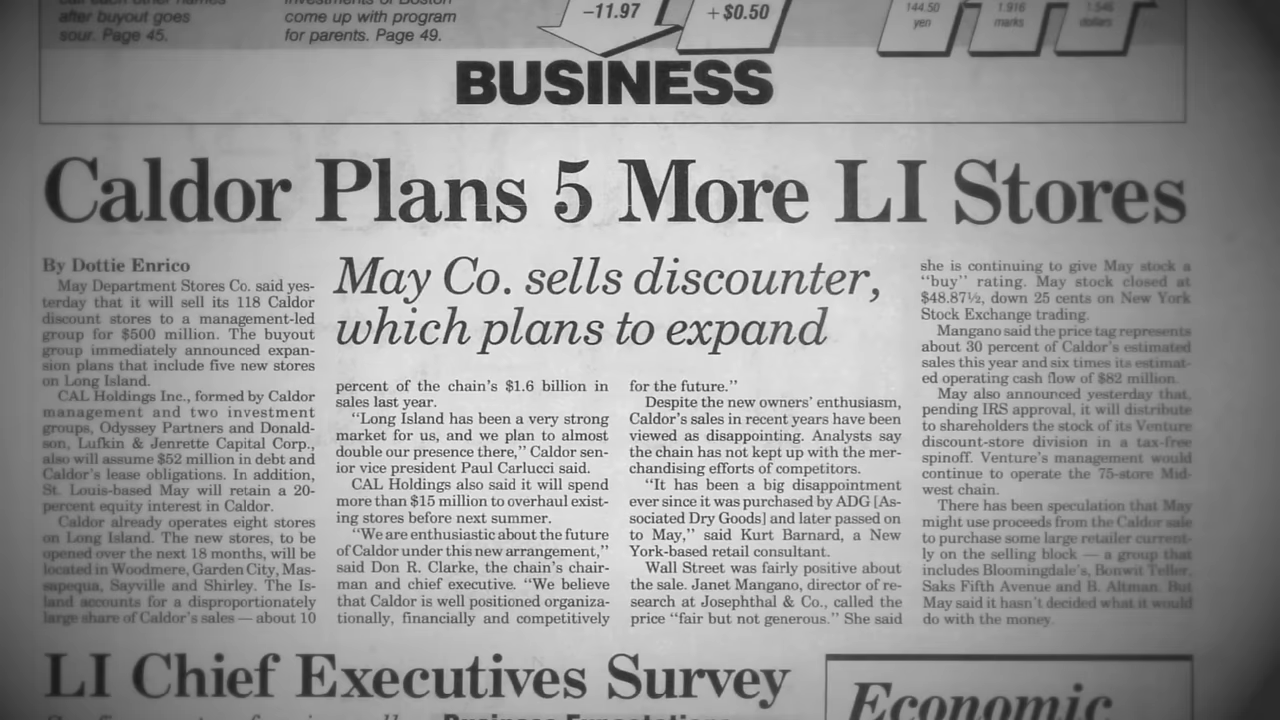 after buyout goes
sour. Page 45.
come up with program
for parents. Page 49.
−11.97
+$0.50
144.50
yen
1.916
marks
dollars
BUSINESS
Caldor Plans 5 More LI Stores
By Dottie Enrico
May Department Stores Co. said yes-
terday that it will sell its 118 Caldor
discount stores to a management-led
group for $500 million. The buyout
group immediately announced expan-
sion plans that include five new stores
on Long Island.
CAL Holdings Inc., formed by Caldor
management and two investment
groups, Odyssey Partners and Donald-
son, Lufkin & Jenrette Capital Corp.,
also will assume $52 million in debt and
Caldor's lease obligations. In addition,
St. Louis-based May will retain a 20-
percent equity interest in Caldor.
Caldor already operates eight stores
on Long Island. The new stores, to be
opened over the next 18 months, will be
located in Woodmere, Garden City, Mas-
sapequa, Sayville and Shirley. The Is-
land accounts for a disproportionately
large share of Caldor's sales — about 10
May Co. sells discounter,
which plans to expand
percent of the chain's $1.6 billion in
sales last year.
"Long Island has been a very strong
market for us, and we plan to almost
double our presence there," Caldor sen-
ior vice president Paul Carlucci said.
CAL Holdings also said it will spend
more than $15 million to overhaul exist-
ing stores before next summer.
"We are enthusiastic about the future
of Caldor under this new arrangement,"
said Don R. Clarke, the chain's chair-
man and chief executive. "We believe
that Caldor is well positioned organiza-
tionally, financially and competitively
for the future."
Despite the new owners' enthusiasm,
Caldor's sales in recent years have been
viewed as disappointing. Analysts say
the chain has not kept up with the mer-
chandising efforts of competitors.
"It has been a big disappointment
ever since it was purchased by ADG [As-
sociated Dry Goods] and later passed on
to May," said Kurt Barnard, a New
York-based retail consultant.
Wall Street was fairly positive about
the sale. Janet Mangano, director of re-
search at Josephthal & Co., called the
price "fair but not generous." She said
she is continuing to give May stock a
"buy" rating. May stock closed at
$48.87½, down 25 cents on New York
Stock Exchange trading.
Mangano said the price tag represents
about 30 percent of Caldor's estimated
sales this year and six times its estimat-
ed operating cash flow of $82 million.
May also announced yesterday that,
pending IRS approval, it will distribute
to shareholders the stock of its Venture
discount-store division in a tax-free
spinoff. Venture's management would
continue to operate the 75-store Mid-
west chain.
There has been speculation that May
might use proceeds from the Caldor sale
to purchase some large retailer current-
ly on the selling block — a group that
includes Bloomingdale's, Bonwit Teller,
Saks Fifth Avenue and B. Altman. But
May said it hasn't decided what it would
do with the money.
LI Chief Executives Survey
Economic